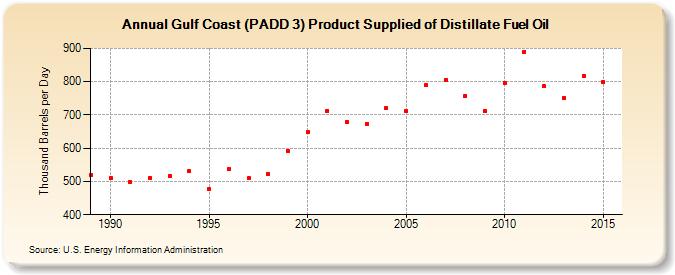 Annual Gulf Coast (PADD 3) Product Supplied of Distillate Fuel Oil
Thousand Barrels per Day
900
800
700
600
500
400
1990 1995 2000 2005 2010 2015
Source: U.S. Energy Information Administration